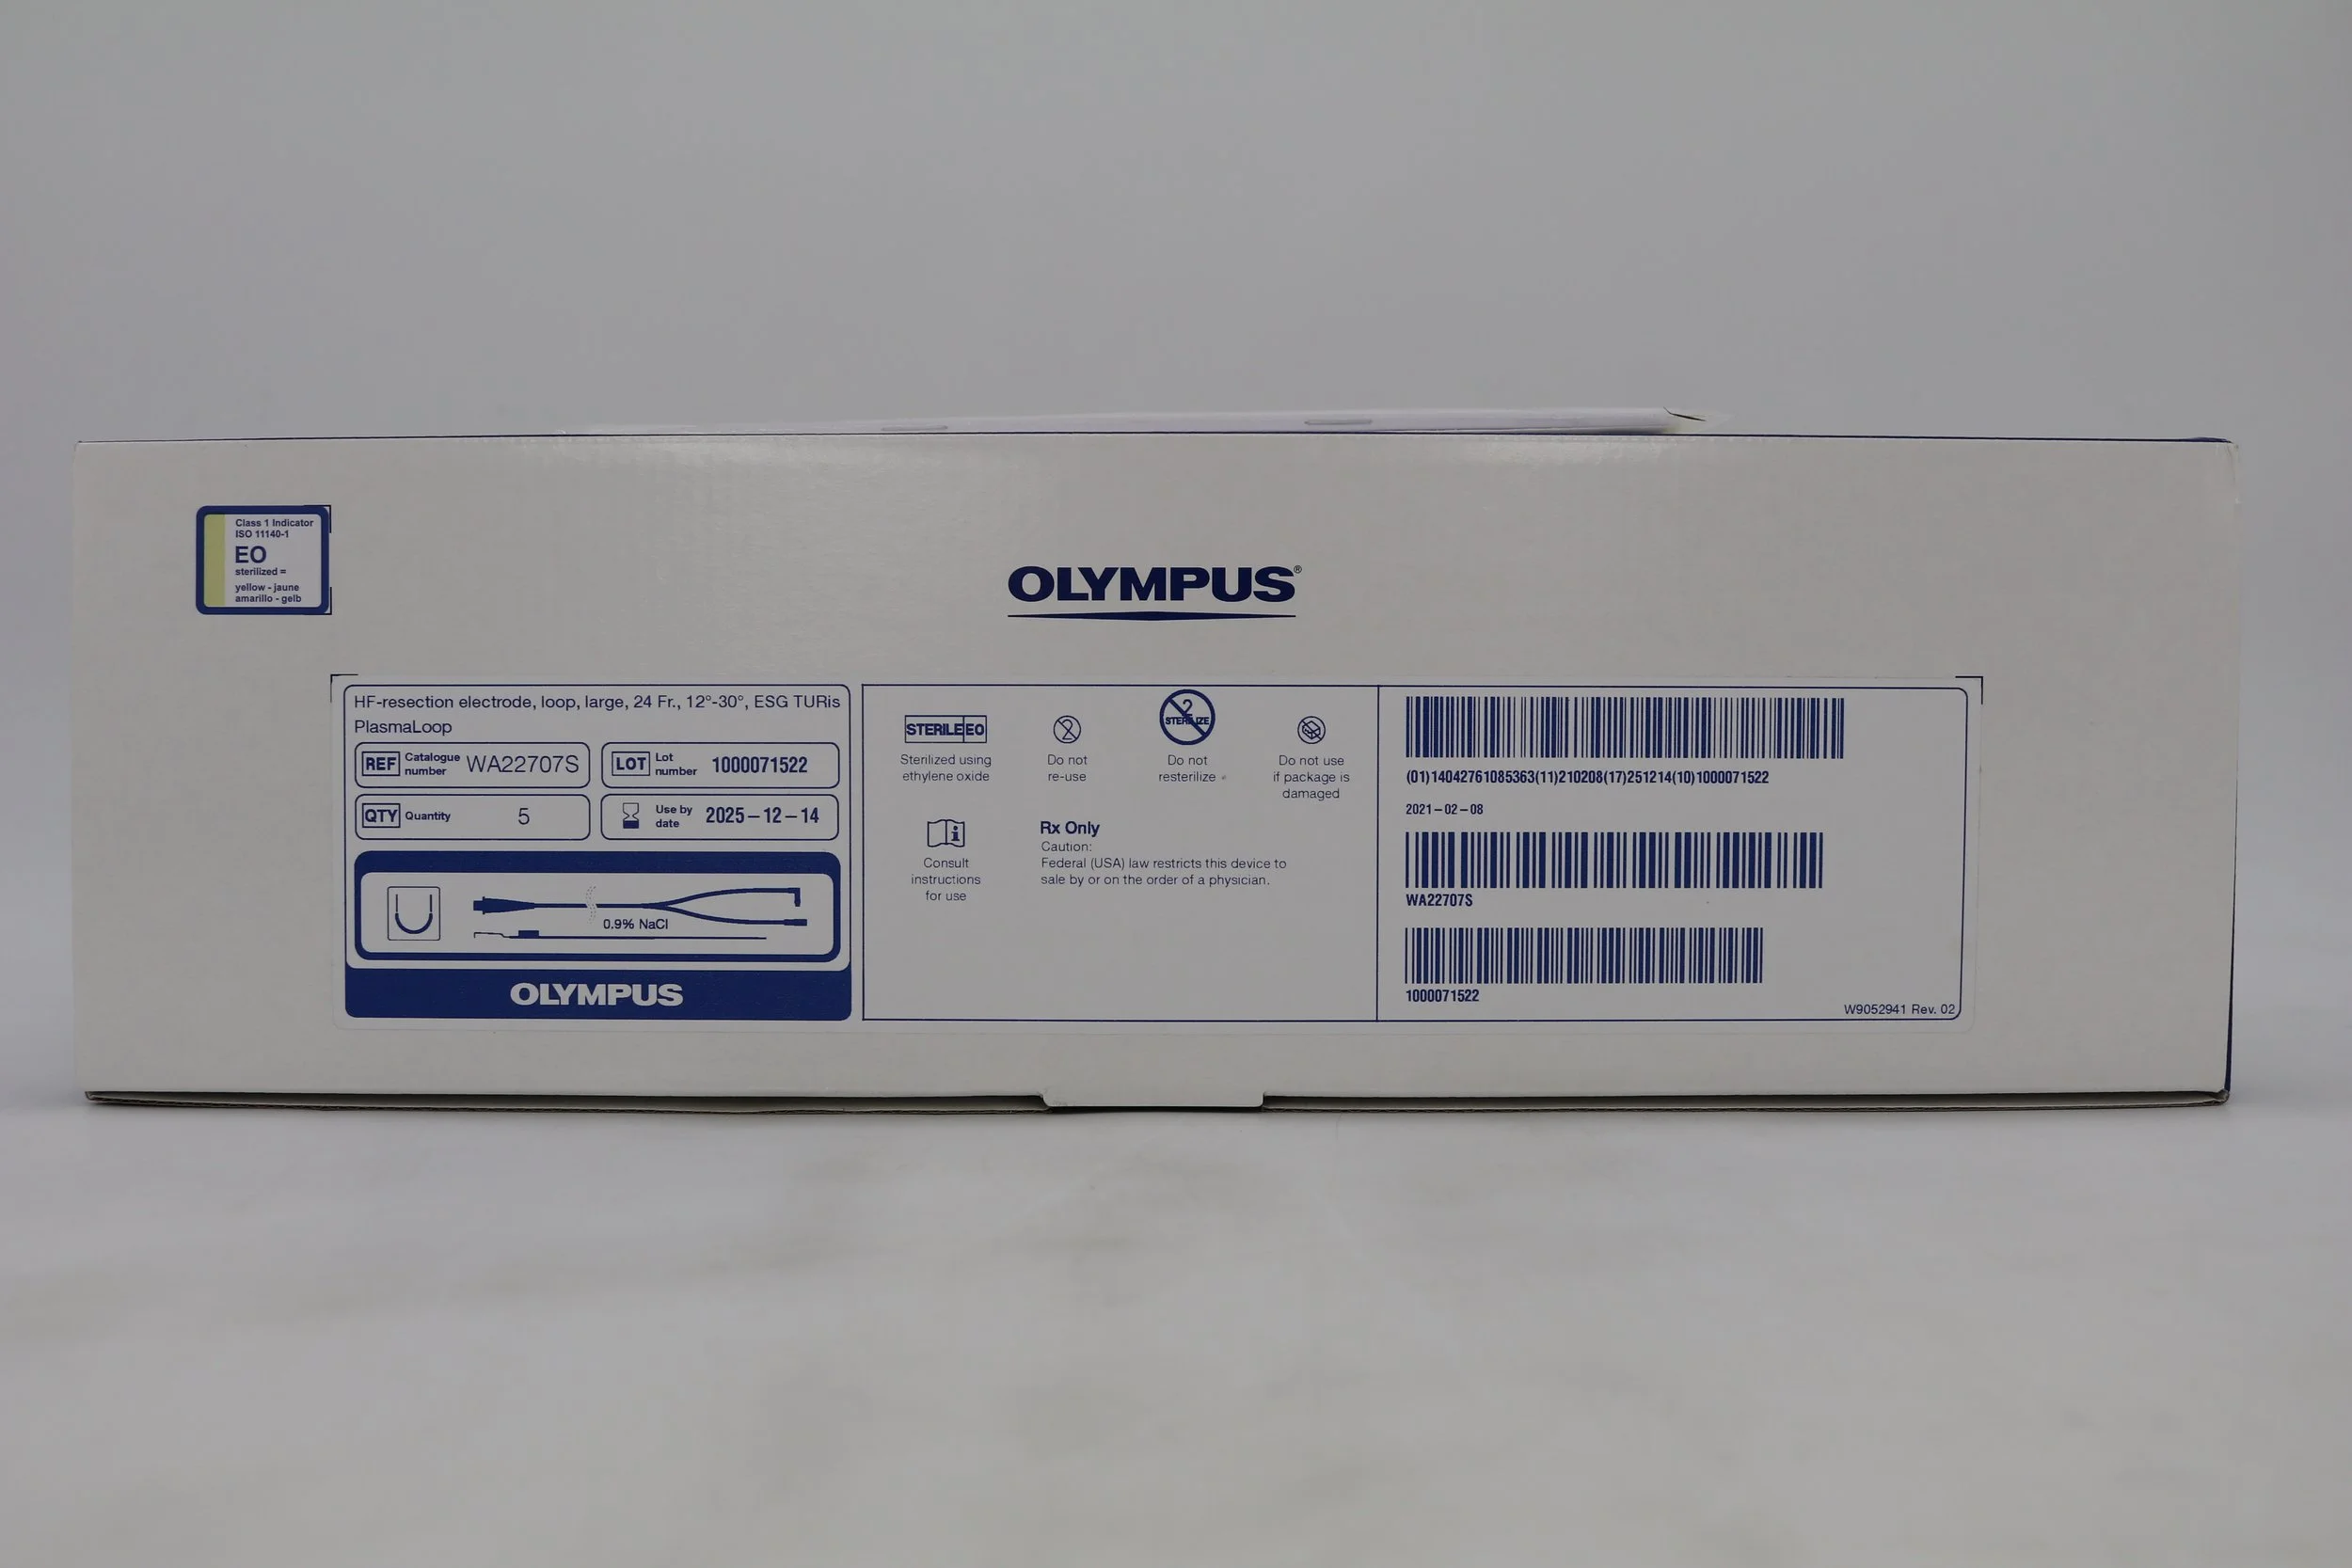 Class 1 Indicator
ISO 11140-1
EO
sterilized =
yellow - jaune
amarillo - gelb
OLYMPUS®
HF-resection electrode, loop, large, 24 Fr., 12°-30°, ESG TURis
PlasmaLoop
REF Catalogue number WA22707S
LOT Lot number 1000071522
QTY Quantity 5
Use by date 2025-12-14
0.9% NaCl
OLYMPUS
STERILE EO
Sterilized using
ethylene oxide
2
Do not
re-use
2
STERILIZE
Do not
resterilize
Do not use
if package is
damaged
i
Consult
instructions
for use
Rx Only
Caution:
Federal (USA) law restricts this device to
sale by or on the order of a physician.
(01)14042761085363(11)210208(17)251214(10)1000071522
2021-02-08
WA22707S
1000071522
W9052941 Rev. 02